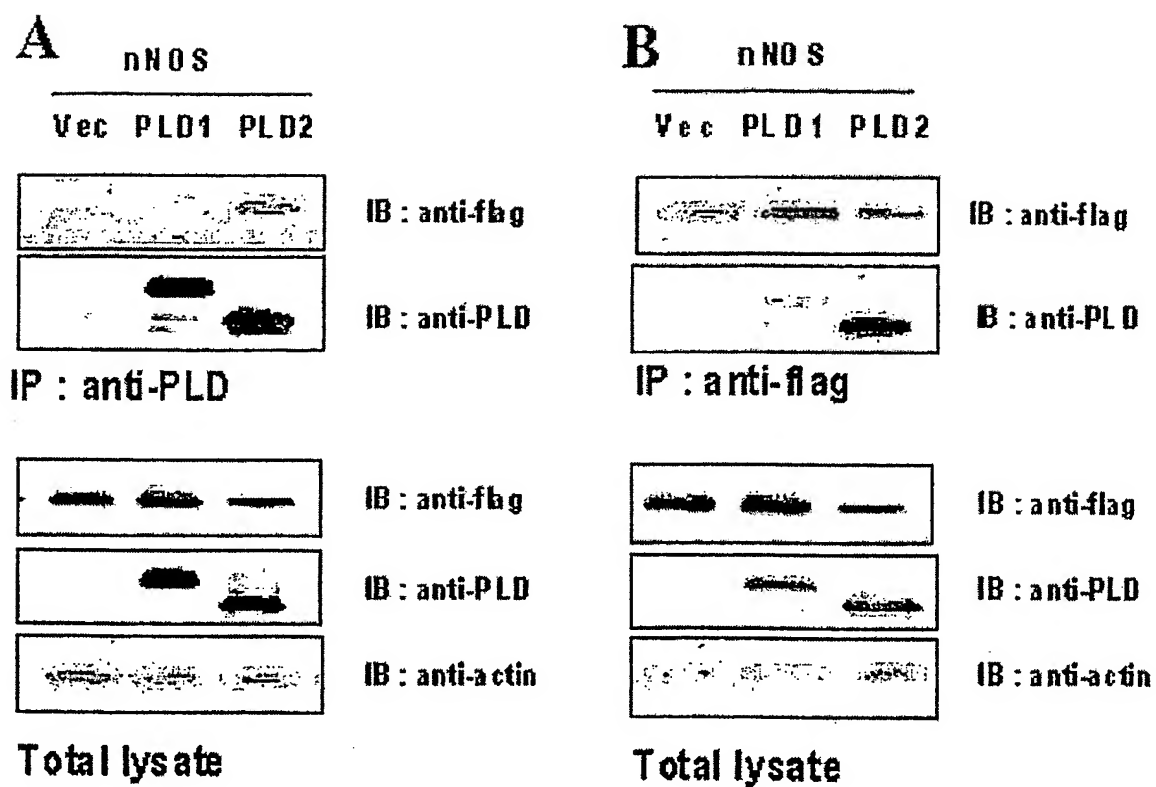 A
nNOS
Vec PLD1 PLD2
IB : anti-flag
IB : anti-PLD
IP : anti-PLD
IB : anti-flag
IB : anti-PLD
IB : anti-actin
Total lysate
B
nNOS
Vec PLD1 PLD2
IB : anti-flag
IB : anti-PLD
IP : anti-flag
IB : anti-flag
IB : anti-PLD
IB : anti-actin
Total lysate